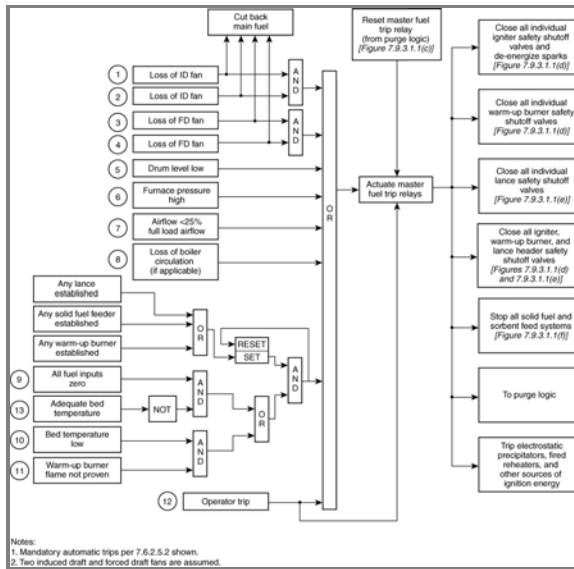 Cut back
main fuel
Reset master fuel
trip relay
(from purge logic)
[Figure 7.9.3.1.1(c)]
1
Loss of ID fan
2
Loss of ID fan
AND
3
Loss of FD fan
4
Loss of FD fan
AND
5
Drum level low
6
Furnace pressure
high
7
Airflow <25%
full load airflow
8
Loss of boiler
circulation
(if applicable)
OR
Actuate master
fuel trip relays
Any lance
established
Any solid fuel feeder
established
Any warm-up burner
established
OR
RESET
SET
AND
9
All fuel inputs
zero
13
Adequate bed
temperature
NOT
AND
10
Bed temperature
low
11
Warm-up burner
flame not proven
AND
OR
12
Operator trip
Close all individual
igniter safety shutoff
valves and
de-energize sparks
[Figure 7.9.3.1.1(d)]
Close all individual
warm-up burner safety
shutoff valves
[Figure 7.9.3.1.1(d)]
Close all individual
lance safety shutoff
valves
[Figure 7.9.3.1.1(e)]
Close all igniter,
warm-up burner, and
lance header safety
shutoff valves
[Figures 7.9.3.1.1(d)
and 7.9.3.1.1(e)]
Stop all solid fuel and
sorbent feed systems
[Figure 7.9.3.1.1(f)]
To purge logic
Trip electrostatic
precipitators, fired
reheaters, and
other sources of
ignition energy
Notes:
1. Mandatory automatic trips per 7.6.2.5.2 shown.
2. Two induced draft and forced draft fans are assumed.